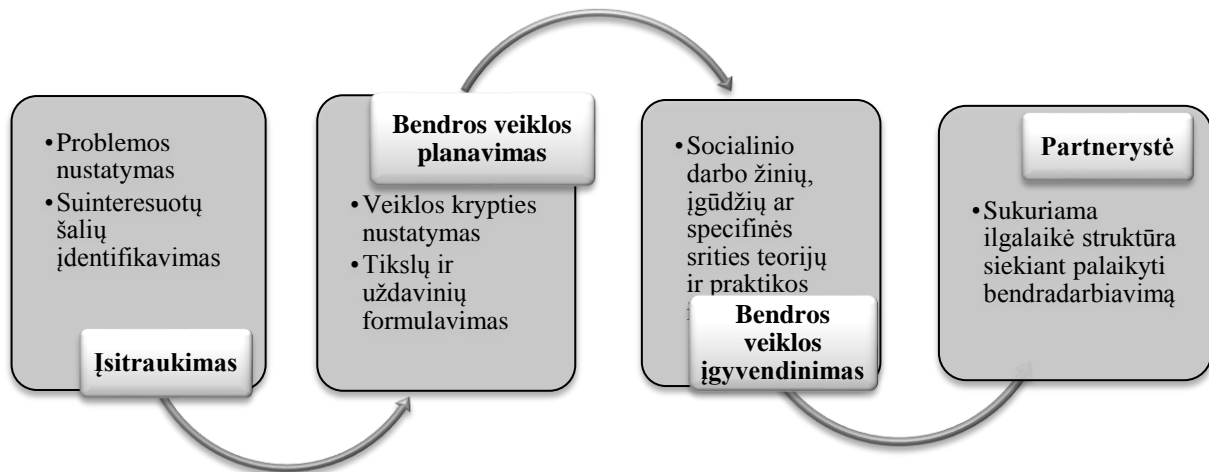 •Problemos
nustatymas
•Suinteresuotų
šalių
įdentifikavimas
Įsitraukimas
Bendros veiklos
planavimas
•Veiklos krypties
nustatymas
•Tikslų ir
uždavinių
formulavimas
•Socialinio
darbo žinių,
įgūdžių ar
specifinės
srities teorijų
ir praktikos
Bendros
veiklos
įgyvendinimas
Partnerystė
•Sukuriama
ilgalaikė struktūra
siekiant palaikyti
bendradarbiavimą